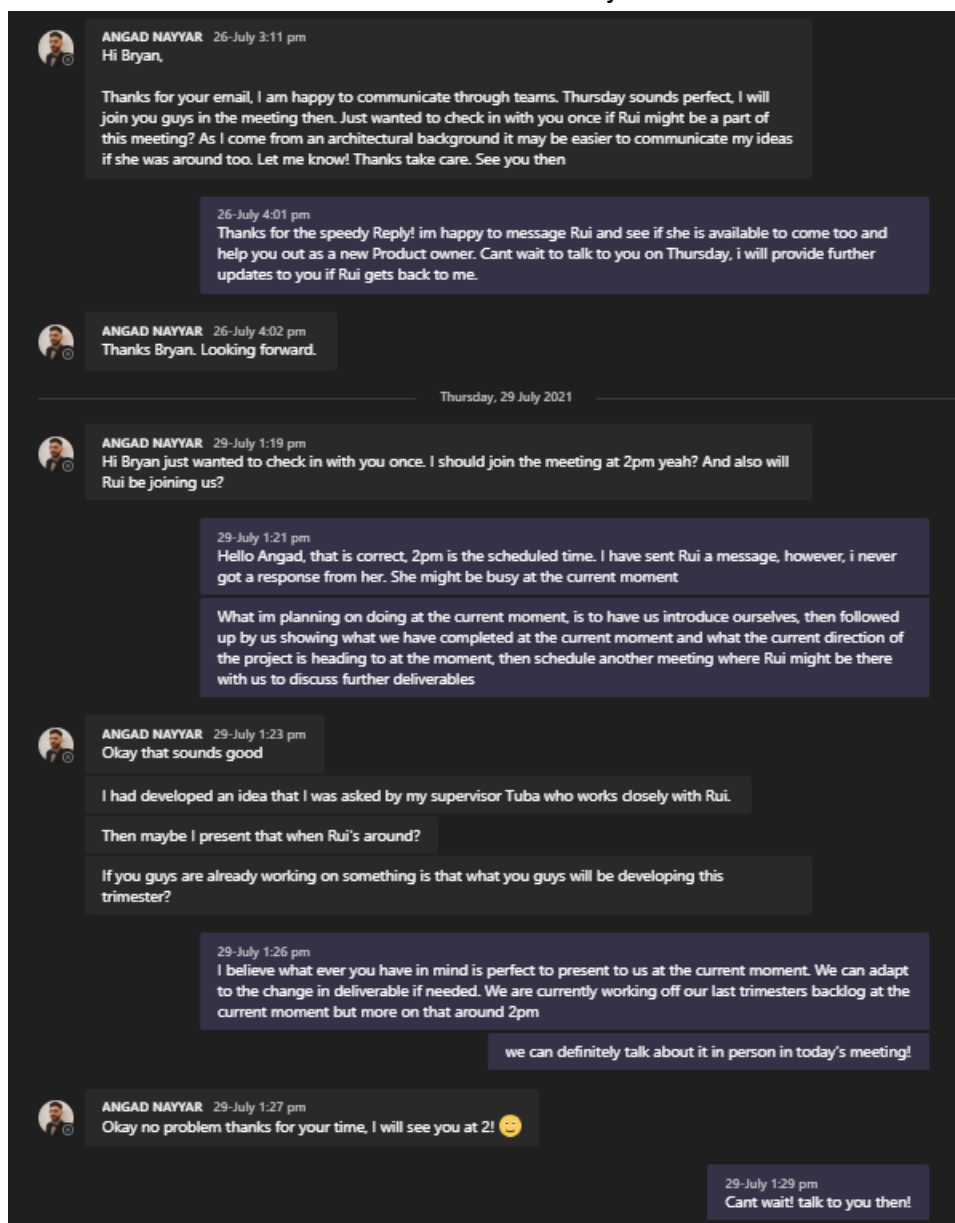 ANGAD NAYYAR 26-July 3:11 pm
Hi Bryan,
Thanks for your email, I am happy to communicate through teams. Thursday sounds perfect, I will
join you guys in the meeting then. Just wanted to check in with you once if Rui might be a part of
this meeting? As I come from an architectural background it may be easier to communicate my ideas
if she was around too. Let me know! Thanks take care. See you then
26-July 4:01 pm
Thanks for the speedy Reply! im happy to message Rui and see if she is available to come too and
help you out as a new Product owner. Cant wait to talk to you on Thursday, i will provide further
updates to you if Rui gets back to me.
ANGAD NAYYAR 26-July 4:02 pm
Thanks Bryan. Looking forward.
Thursday, 29 July 2021
ANGAD NAYYAR 29-July 1:19 pm
Hi Bryan just wanted to check in with you once. I should join the meeting at 2pm yeah? And also will
Rui be joining us?
29-July 1:21 pm
Hello Angad, that is correct, 2pm is the scheduled time. I have sent Rui a message, however, i never
got a response from her. She might be busy at the current moment
What im planning on doing at the current moment, is to have us introduce ourselves, then followed
up by us showing what we have completed at the current moment and what the current direction of
the project is heading to at the moment, then schedule another meeting where Rui might be there
with us to discuss further deliverables
ANGAD NAYYAR 29-July 1:23 pm
Okay that sounds good
I had developed an idea that I was asked by my supervisor Tuba who works closely with Rui.
Then maybe I present that when Rui's around?
If you guys are already working on something is that what you guys will be developing this
trimester?
29-July 1:26 pm
I believe what ever you have in mind is perfect to present to us at the current moment. We can adapt
to the change in deliverable if needed. We are currently working off our last trimesters backlog at the
current moment but more on that around 2pm
we can definitely talk about it in person in today's meeting!
ANGAD NAYYAR 29-July 1:27 pm
Okay no problem thanks for your time, I will see you at 2! 🙂
29-July 1:29 pm
Cant wait! talk to you then!